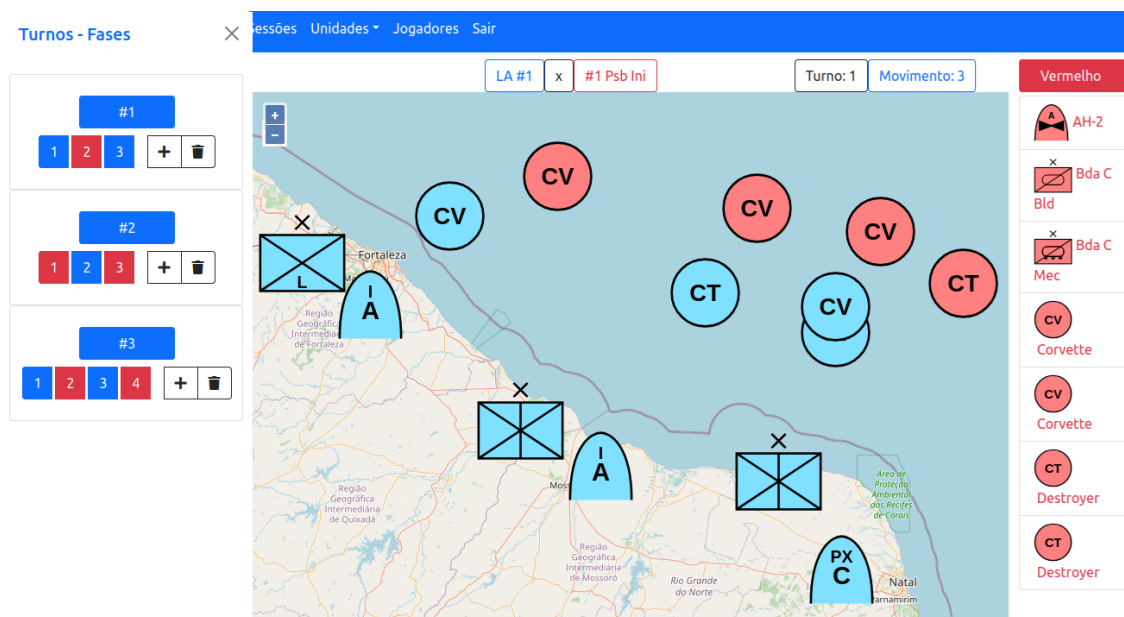 Turnos - Fases
essões Unidades Jogadores Sair
#1
1 2 3
#2
1 2 3
#3
1 2 3 4
LA #1 x #1 Psb Ini
Turno: 1 Movimento: 3
Vermelho
+
−
A AH-2
Bda C
Bld
Bda C
Mec
CV
Corvette
CV
Corvette
CT
Destroyer
CT
Destroyer
CV
CV
CV
CV
CT
CT
CV
L
Fortaleza
I
A
Região
Geográfica
Intermediária
de Fortaleza
I
A
Moss
Região
Geográfica
Intermediária
de Quixadá
Região
Geográfica
Intermediária
de Mossoró
Área de
Proteção
Ambiental
dos Recifes
de Corais
PX
C
Rio Grande
do Norte
Natal
arnamirim